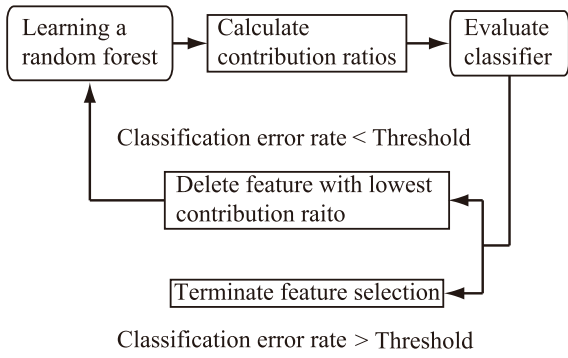 Learning a
random forest
Calculate
contribution ratios
Evaluate
classifier
Classification error rate < Threshold
Delete feature with lowest
contribution raito
Terminate feature selection
Classification error rate > Threshold